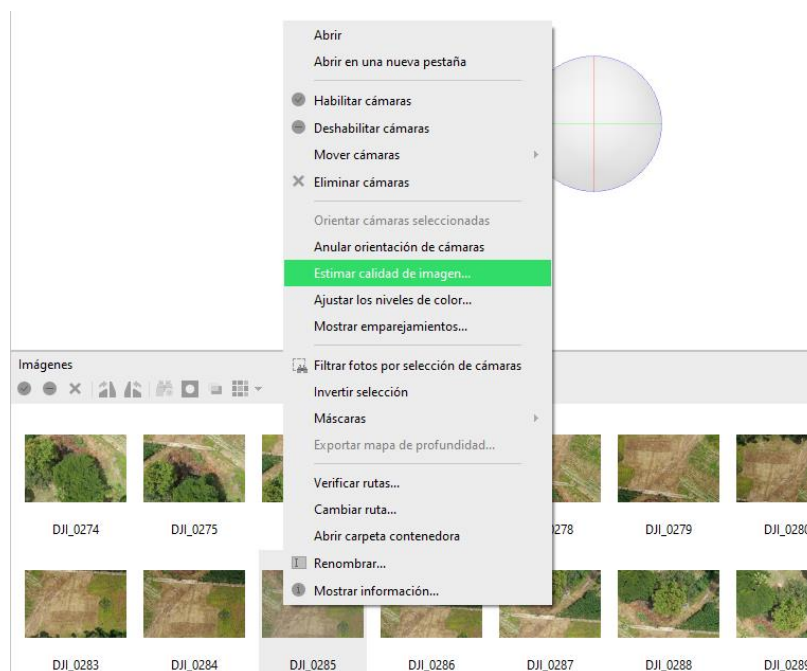 Abrir
Abrir en una nueva pestaña
Habilitar cámaras
Deshabilitar cámaras
Mover cámaras
Eliminar cámaras
Orientar cámaras seleccionadas
Anular orientación de cámaras
Estimar calidad de imagen...
Ajustar los niveles de color...
Mostrar emparejamientos...
Filtrar fotos por selección de cámaras
Invertir selección
Máscaras
Exportar mapa de profundidad...
Verificar rutas...
Cambiar ruta...
Abrir carpeta contenedora
Renombrar...
Mostrar información...
Imágenes
DJI_0274 DJI_0275 0278 DJI_0279 DJI_0280
DJI_0283 DJI_0284 DJI_0285 DJI_0286 DJI_0287 DJI_0288 DJI_0289